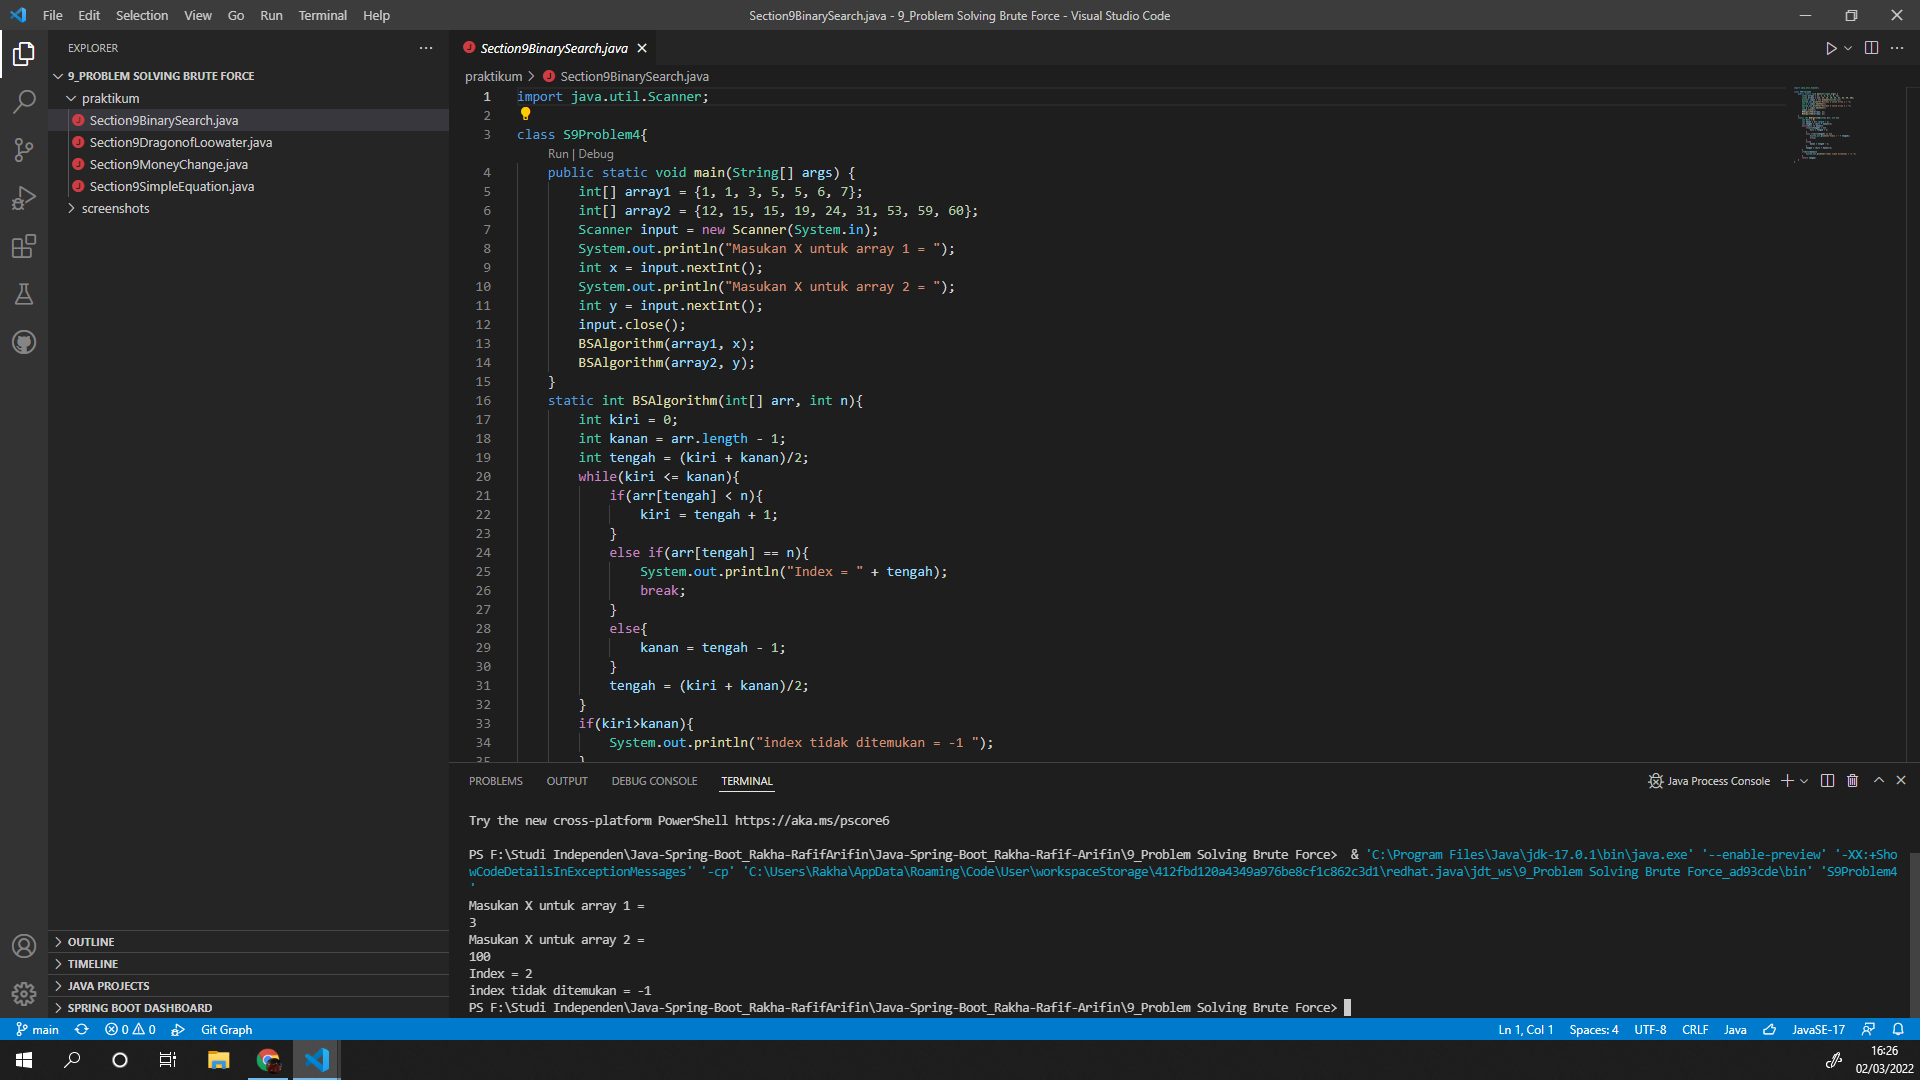 File Edit Selection View Go Run Terminal Help
Section9BinarySearch.java - 9_Problem Solving Brute Force - Visual Studio Code
EXPLORER
9_PROBLEM SOLVING BRUTE FORCE
praktikum
Section9BinarySearch.java
Section9DragonofLoowater.java
Section9MoneyChange.java
Section9SimpleEquation.java
screenshots
OUTLINE
TIMELINE
JAVA PROJECTS
SPRING BOOT DASHBOARD
Section9BinarySearch.java
praktikum > Section9BinarySearch.java
1 import java.util.Scanner;
2
3 class S9Problem4{
Run | Debug
4 public static void main(String[] args) {
5 int[] array1 = {1, 1, 3, 5, 5, 6, 7};
6 int[] array2 = {12, 15, 15, 19, 24, 31, 53, 59, 60};
7 Scanner input = new Scanner(System.in);
8 System.out.println("Masukan X untuk array 1 = ");
9 int x = input.nextInt();
10 System.out.println("Masukan X untuk array 2 = ");
11 int y = input.nextInt();
12 input.close();
13 BSAlgorithm(array1, x);
14 BSAlgorithm(array2, y);
15 }
16 static int BSAlgorithm(int[] arr, int n){
17 int kiri = 0;
18 int kanan = arr.length - 1;
19 int tengah = (kiri + kanan)/2;
20 while(kiri <= kanan){
21 if(arr[tengah] < n){
22 kiri = tengah + 1;
23 }
24 else if(arr[tengah] == n){
25 System.out.println("Index = " + tengah);
26 break;
27 }
28 else{
29 kanan = tengah - 1;
30 }
31 tengah = (kiri + kanan)/2;
32 }
33 if(kiri>kanan){
34 System.out.println("index tidak ditemukan = -1 ");
35 }
PROBLEMS OUTPUT DEBUG CONSOLE TERMINAL
Java Process Console
Try the new cross-platform PowerShell https://aka.ms/pscore6
PS F:\Studi Independen\Java-Spring-Boot_Rakha-RafifArifin\Java-Spring-Boot_Rakha-Rafif-Arifin\9_Problem Solving Brute Force>  & 'C:\Program Files\Java\jdk-17.0.1\bin\java.exe' '--enable-preview' '-XX:+Sho
wCodeDetailsInExceptionMessages' '-cp' 'C:\Users\Rakha\AppData\Roaming\Code\User\workspaceStorage\412fbd120a4349a976be8cf1c862c3d1\redhat.java\jdt_ws\9_Problem Solving Brute Force_ad93cde\bin' 'S9Problem4
'
Masukan X untuk array 1 =
3
Masukan X untuk array 2 =
100
Index = 2
index tidak ditemukan = -1
PS F:\Studi Independen\Java-Spring-Boot_Rakha-RafifArifin\Java-Spring-Boot_Rakha-Rafif-Arifin\9_Problem Solving Brute Force>
main 0 0 Git Graph
Ln 1, Col 1 Spaces: 4 UTF-8 CRLF Java JavaSE-17
16:26
02/03/2022